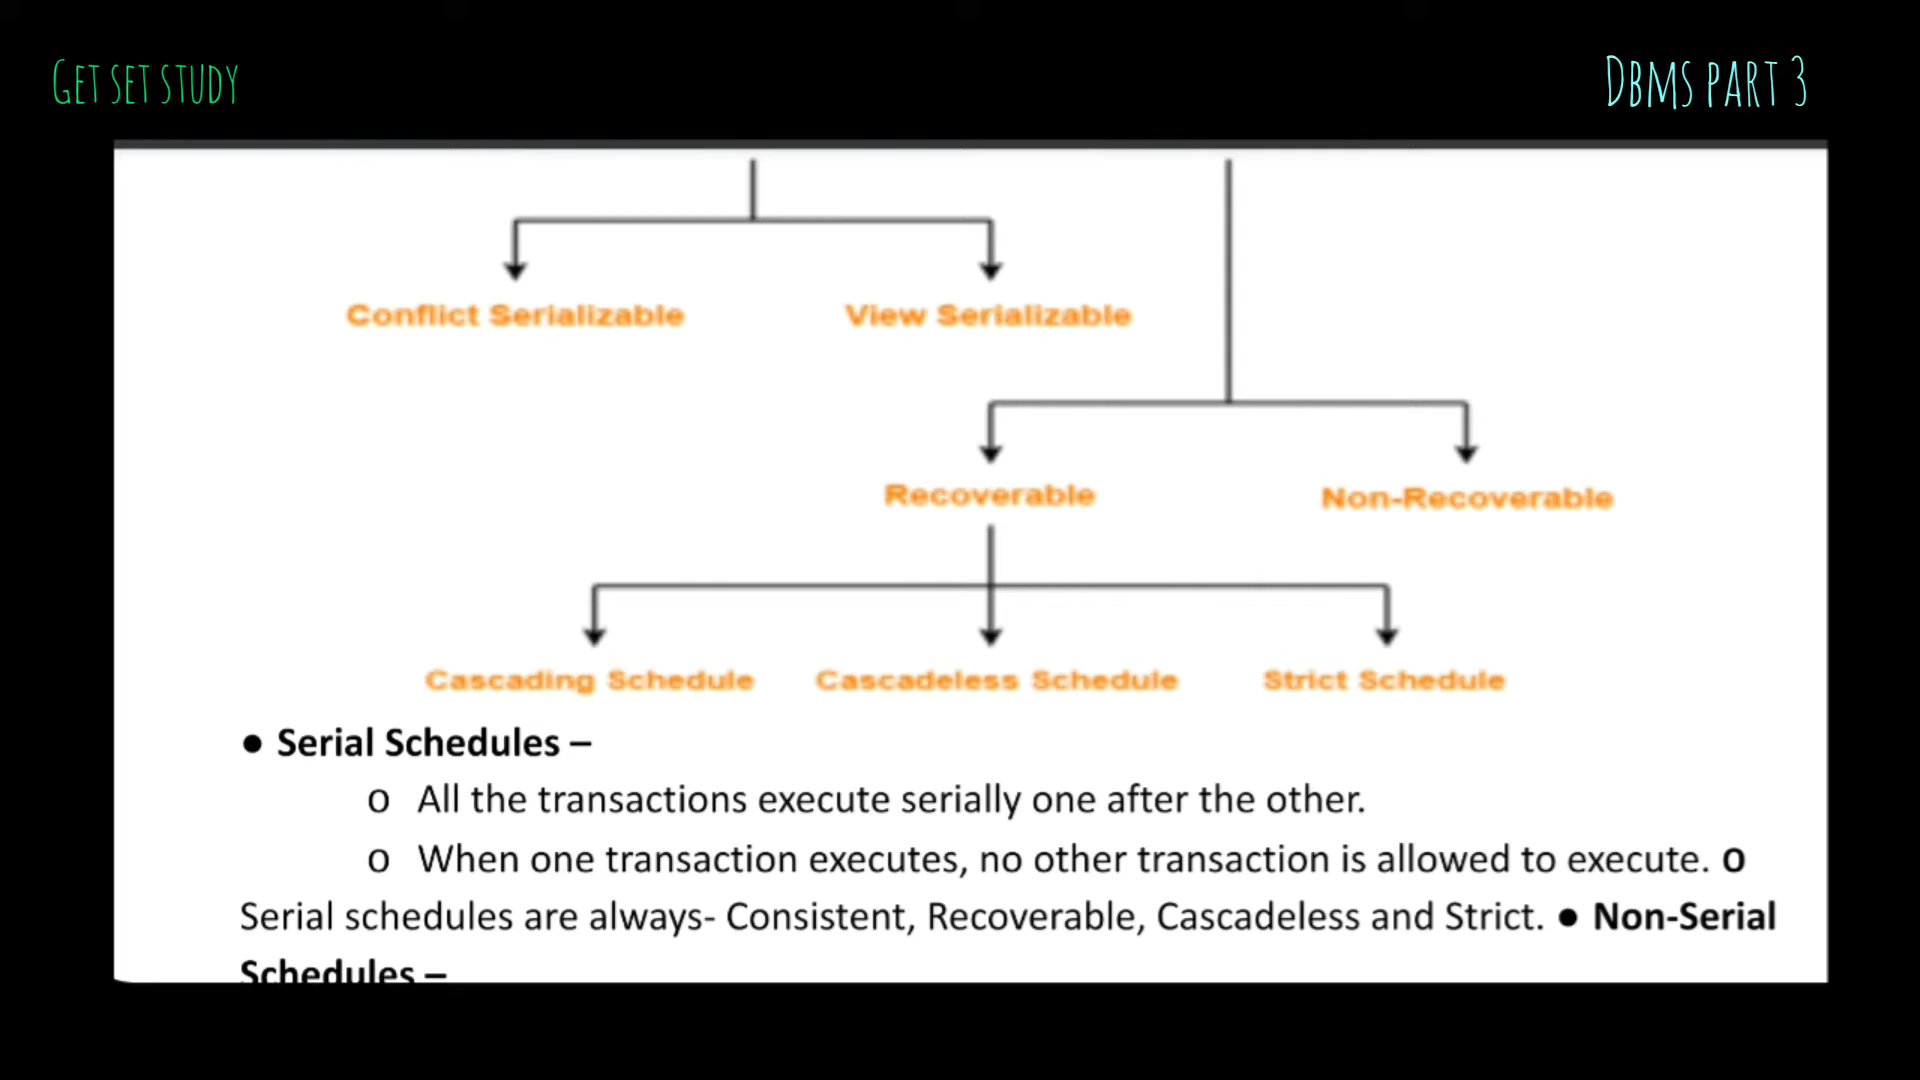 GET SET STUDY
DBMS PART 3
Conflict Serializable
View Serializable
Recoverable
Non-Recoverable
Cascading Schedule
Cascadeless Schedule
Strict Schedule
● Serial Schedules –
o All the transactions execute serially one after the other.
o When one transaction executes, no other transaction is allowed to execute. o
Serial schedules are always- Consistent, Recoverable, Cascadeless and Strict. ● Non-Serial
Schedules –